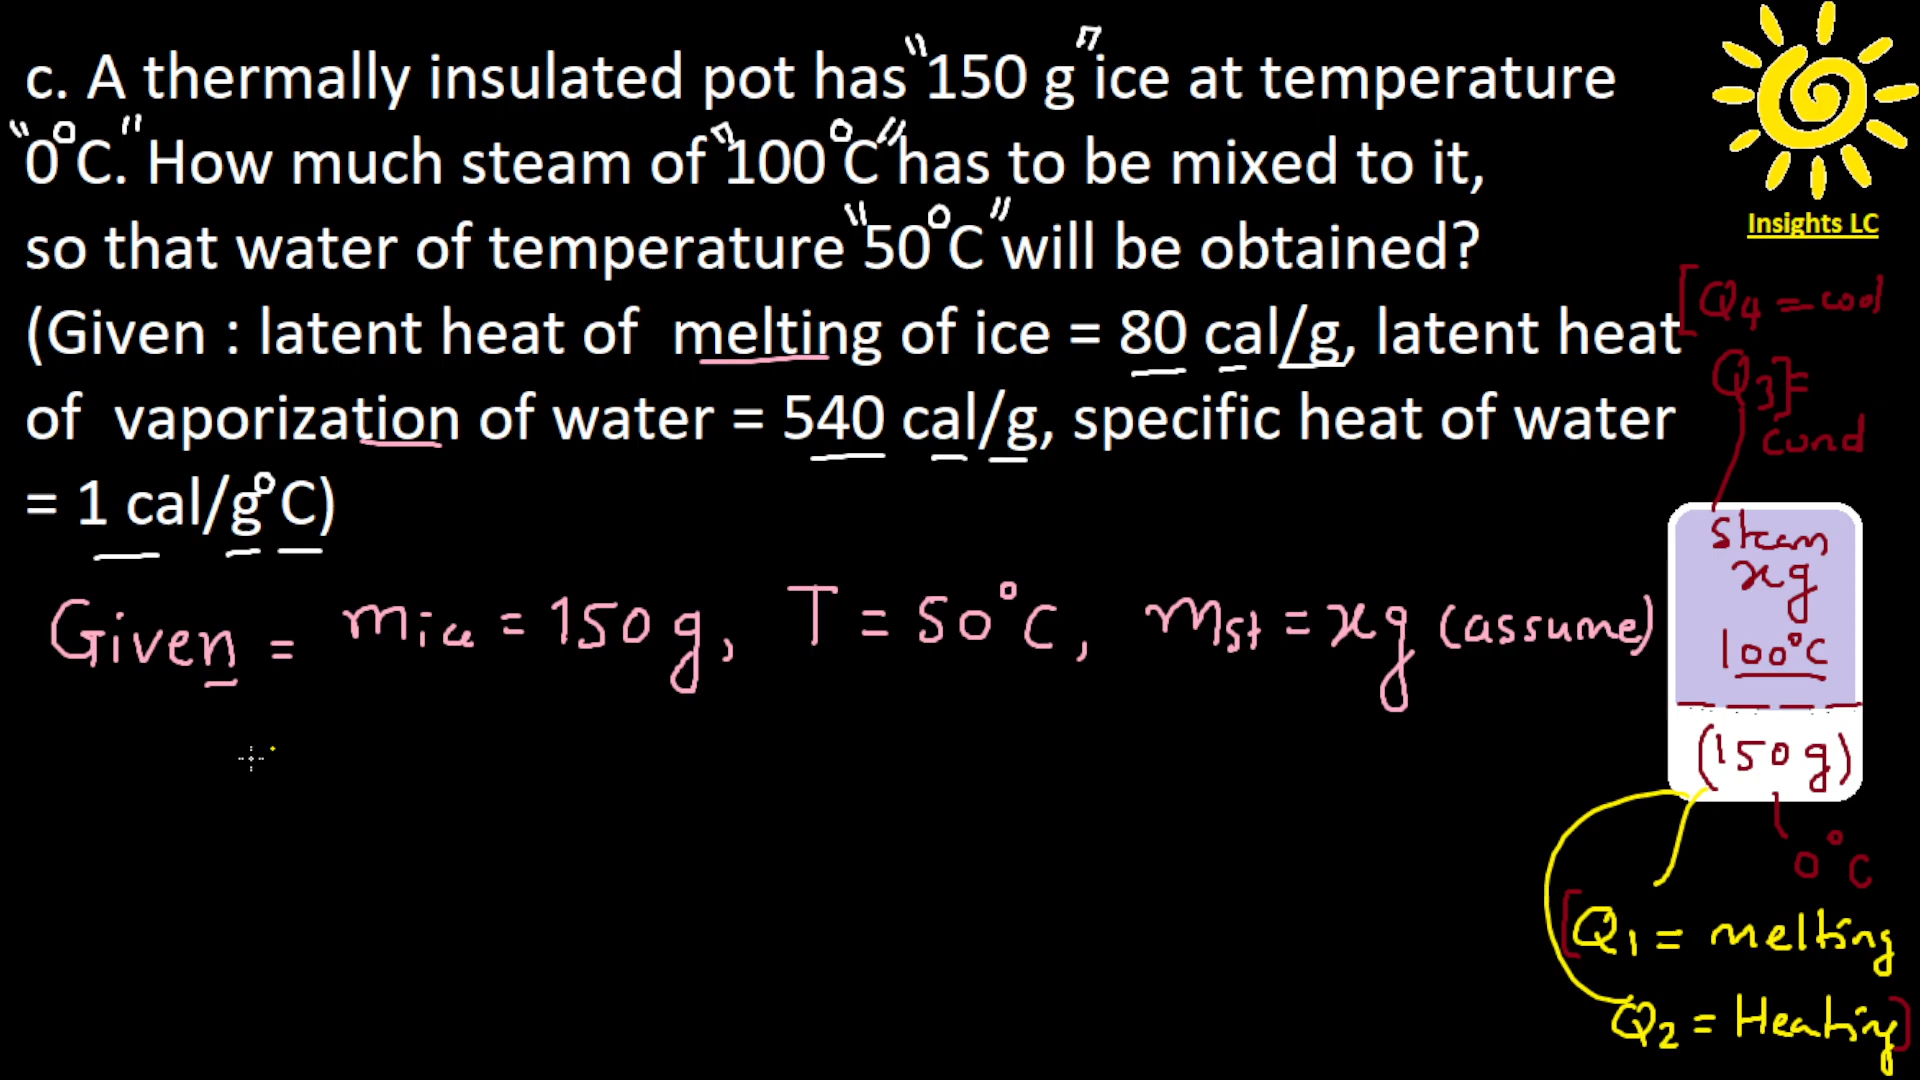 c. A thermally insulated pot has "150 g" ice at temperature
"0°C." How much steam of "100°C" has to be mixed to it,
so that water of temperature "50°C" will be obtained?
(Given : latent heat of melting of ice = 80 cal/g, latent heat
of vaporization of water = 540 cal/g, specific heat of water
= 1 cal/g°C)
Given = mice = 150g, T = 50°C, mst = xg (assume)
Insights LC
[Q4 = cool
Q3] =
cond
steam
xg
100°C
(150g)
0°C
[Q1 = melting
Q2 = Heating]